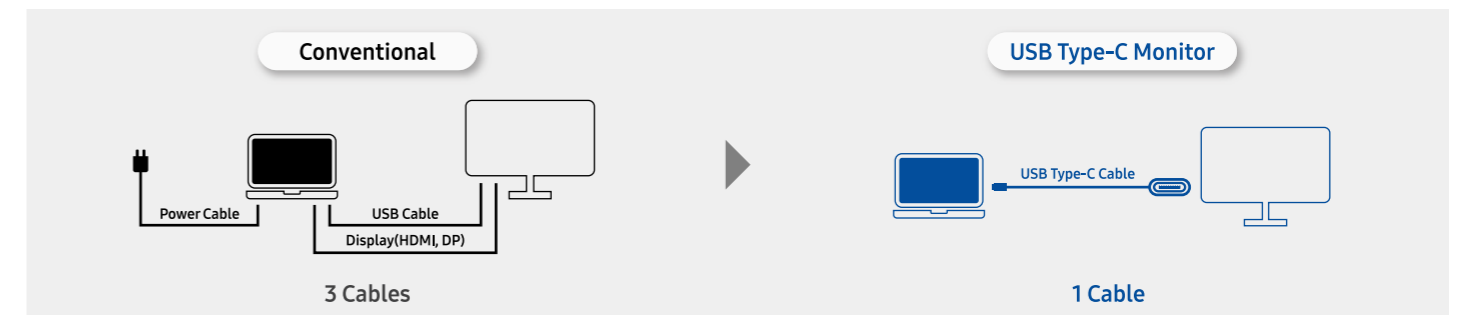 Conventional
Power Cable
USB Cable
Display(HDMI, DP)
3 Cables
USB Type-C Monitor
USB Type-C Cable
1 Cable